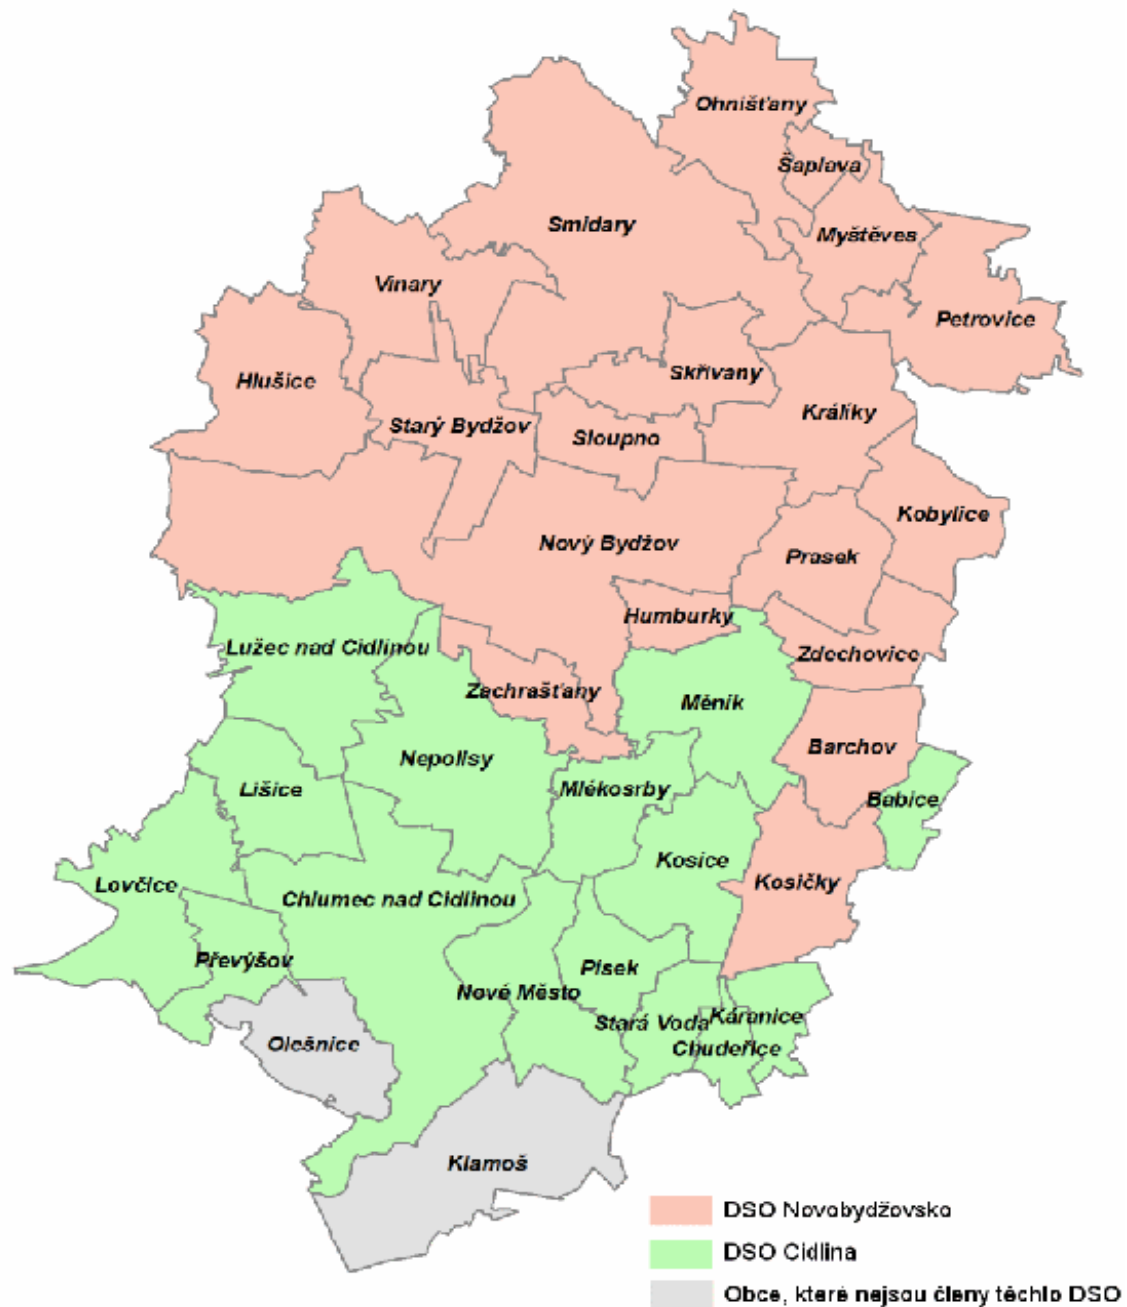 Ohnišťany
Šaplava
Smidary
Myštěves
Vinary
Petrovice
Hlušice
Skřivany
Starý Bydžov
Králíky
Sloupno
Kobylice
Nový Bydžov
Prasek
Humburky
Lužec nad Cidlinou
Zdechovice
Zachrašťany
Měník
Barchov
Nepolisy
Lišice
Mlékosrby
Babice
Kosice
Lovčice
Kosičky
Chlumec nad Cidlinou
Převýšov
Písek
Nové Město
Káranice
Stará Voda
Olešnice
Chudeřice
Klamoš
DSO Novobydžovsko
DSO Cidlina
Obce, které nejsou členy těchto DSO